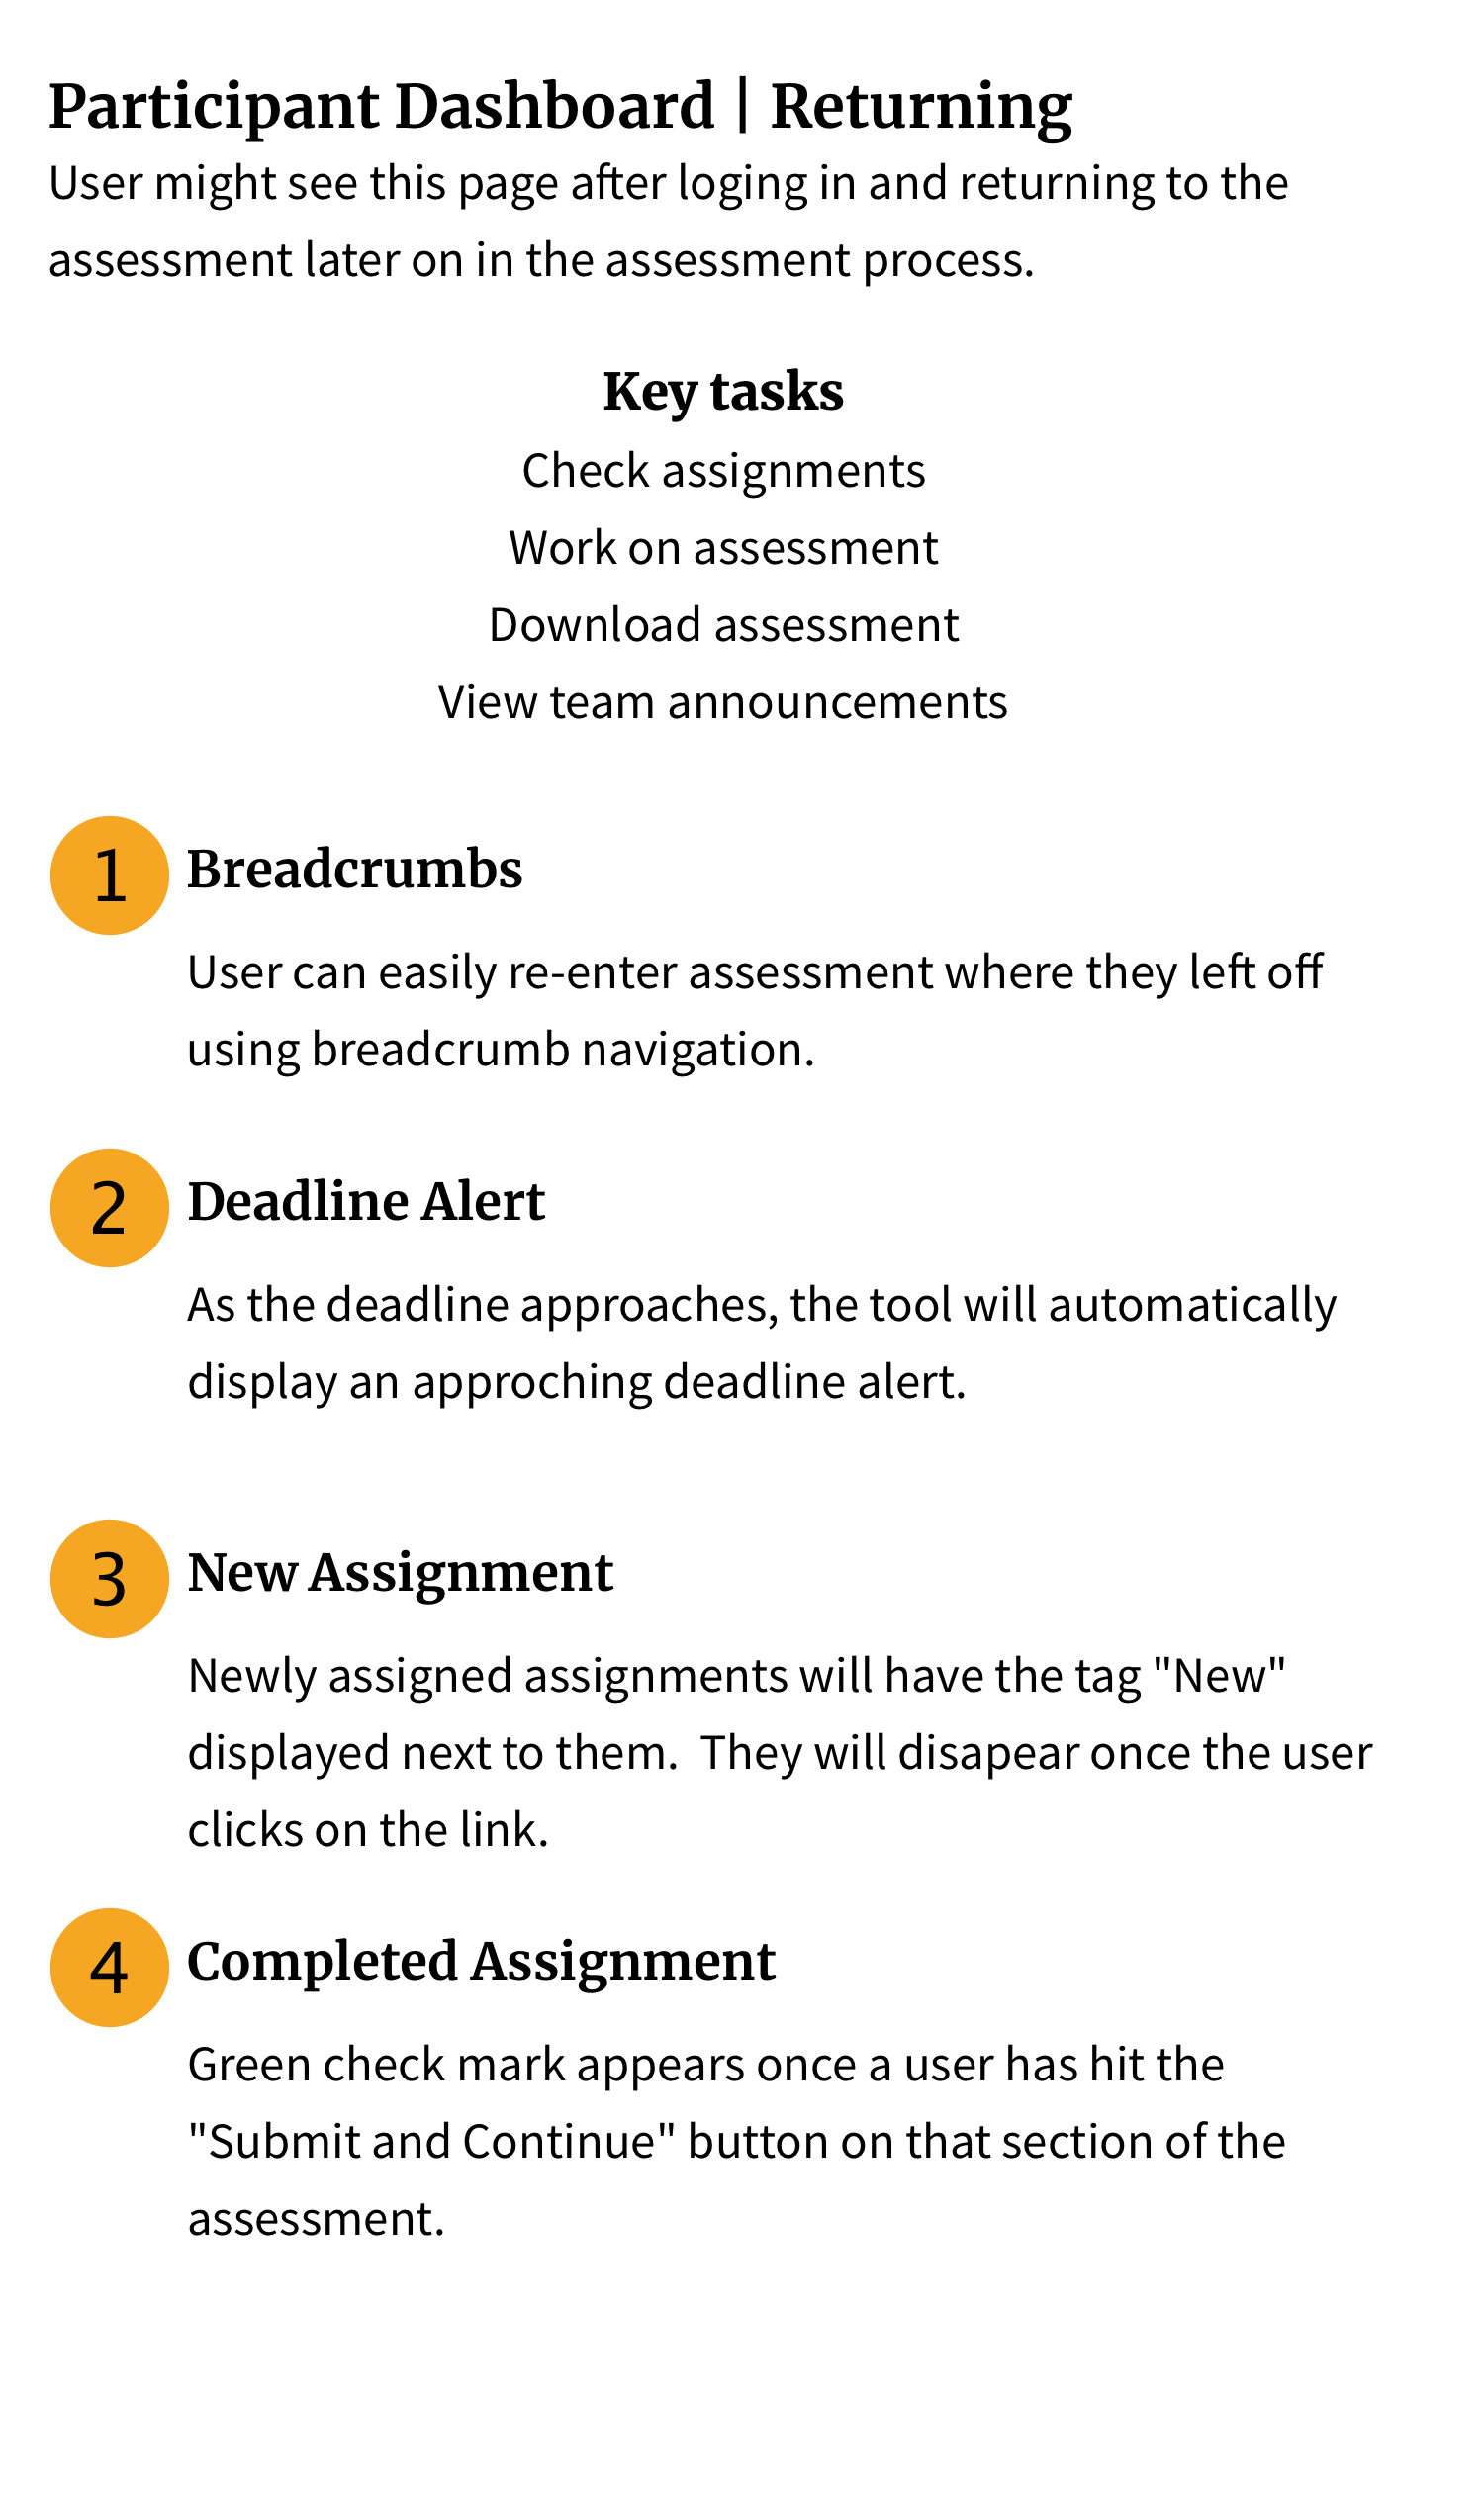 Participant Dashboard | Returning
User might see this page after loging in and returning to the
assessment later on in the assessment process.
Key tasks
Check assignments
Work on assessment
Download assessment
View team announcements
1 Breadcrumbs
User can easily re-enter assessment where they left off
using breadcrumb navigation.
2 Deadline Alert
As the deadline approaches, the tool will automatically
display an approching deadline alert.
3 New Assignment
Newly assigned assignments will have the tag "New"
displayed next to them.  They will disapear once the user
clicks on the link.
4 Completed Assignment
Green check mark appears once a user has hit the
"Submit and Continue" button on that section of the
assessment.